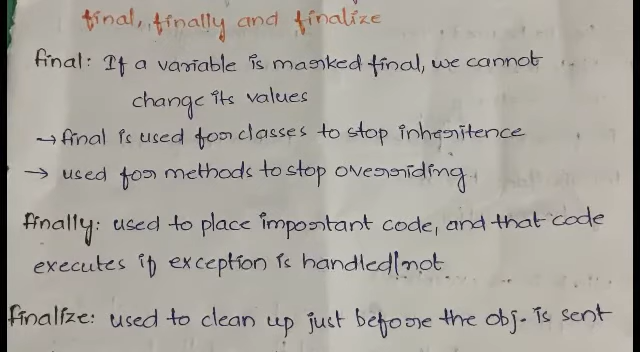 final, finally and finalize
final: If a variable is marked final, we cannot
change its values
→ final is used for classes to stop inheritence
→ used for methods to stop overriding.
finally: used to place important code, and that code
executes if exception is handled/not
finalize: used to clean up just before the obj. is sent